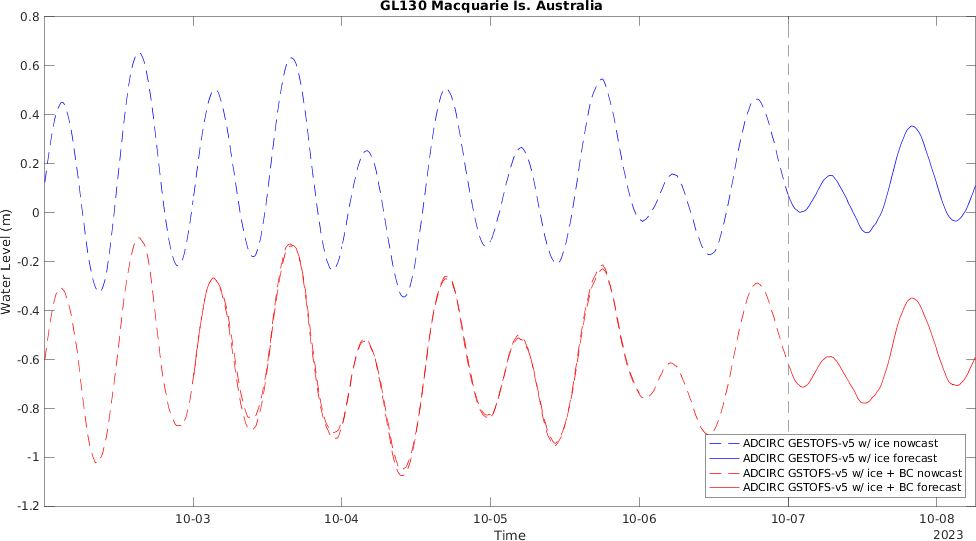 GL130 Macquarie Is. Australia
0.8
0.6
0.4
0.2
0
-0.2
-0.4
-0.6
-0.8
-1
-1.2
Water Level (m)
ADCIRC GESTOFS-v5 w/ ice nowcast
ADCIRC GESTOFS-v5 w/ ice forecast
ADCIRC GSTOFS-v5 w/ ice + BC nowcast
ADCIRC GSTOFS-v5 w/ ice + BC forecast
10-03 10-04 10-05 10-06 10-07 10-08
Time 2023